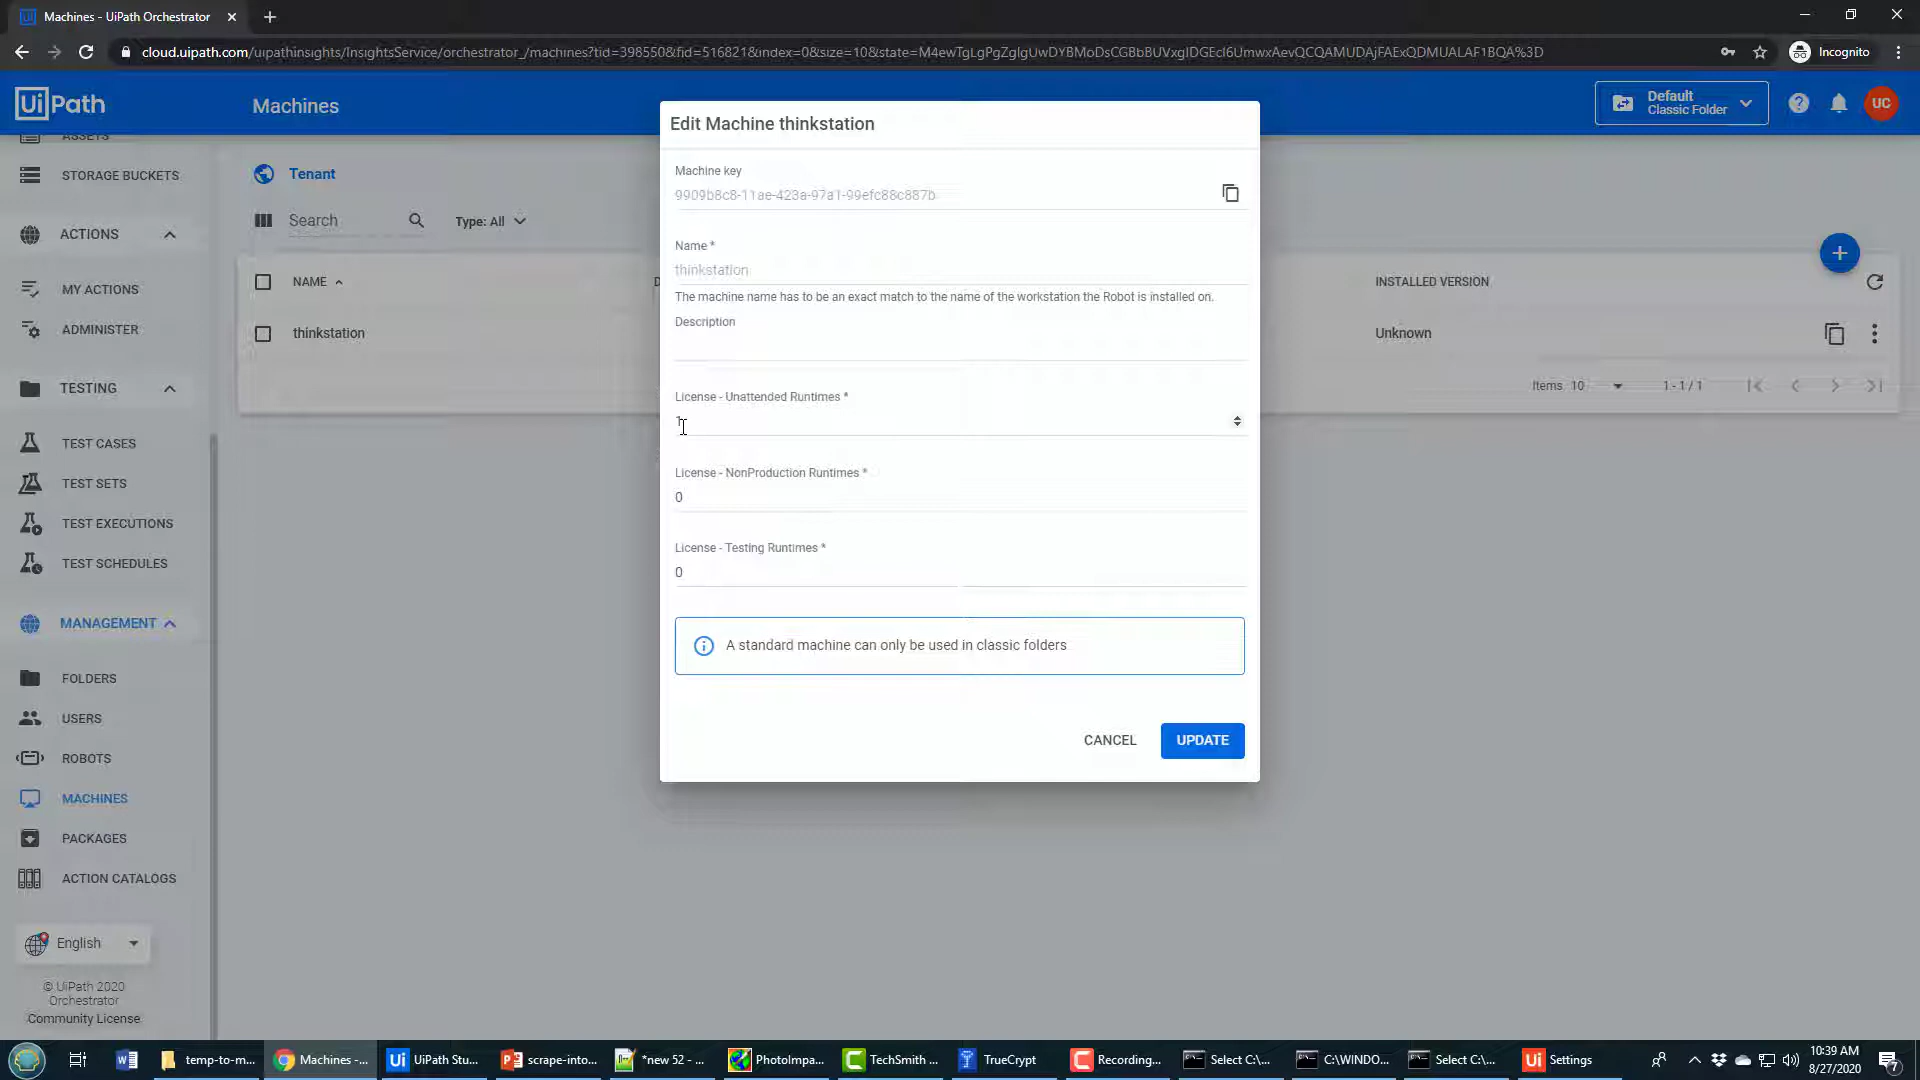 Machines - UiPath Orchestrator
cloud.uipath.com/uipathinsights/InsightsService/orchestrator_/machines?tid=398550&fid=516821&index=0&size=10&state=
Incognito
UiPath
Machines
Default
Classic Folder
UC
ASSETS
STORAGE BUCKETS
ACTIONS
MY ACTIONS
ADMINISTER
TESTING
TEST CASES
TEST SETS
TEST EXECUTIONS
TEST SCHEDULES
MANAGEMENT
FOLDERS
USERS
ROBOTS
MACHINES
PACKAGES
ACTION CATALOGS
English
© UiPath 2020
Orchestrator
Community License
Tenant
Search
Type: All
NAME
INSTALLED VERSION
thinkstation
Unknown
Items 10
1 - 1 / 1
Edit Machine thinkstation
Machine key
9909b8c8-11ae-423a-97a1-99efc88c887b
Name *
thinkstation
The machine name has to be an exact match to the name of the workstation the Robot is installed on.
Description
License - Unattended Runtimes *
1
License - NonProduction Runtimes *
0
License - Testing Runtimes *
0
A standard machine can only be used in classic folders
CANCEL
UPDATE
temp-to-m...
Machines -...
UiPath Stu...
scrape-into...
*new 52 - ...
PhotoImpa...
TechSmith ...
TrueCrypt
Recording...
Select C:\...
C:\WINDO...
Select C:\...
Settings
10:39 AM
8/27/2020
7